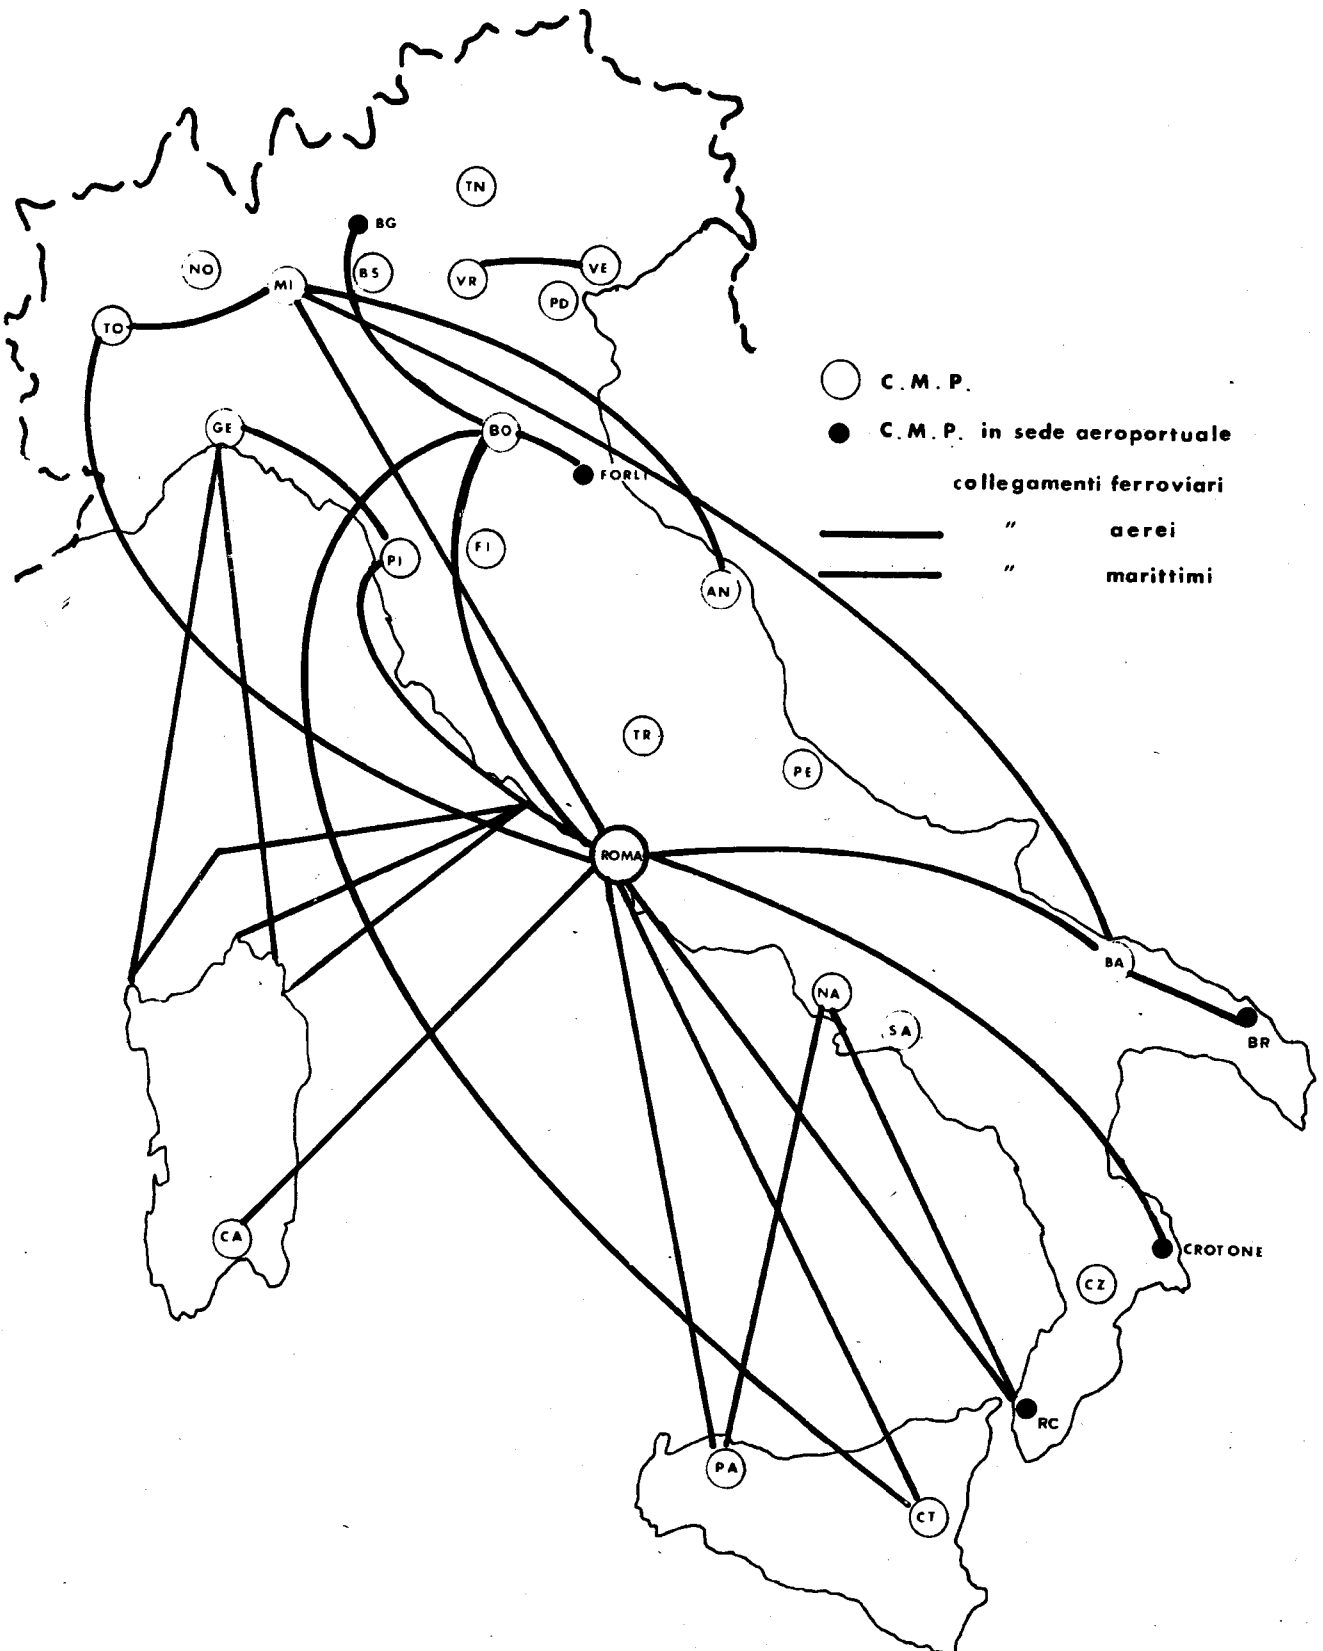 TN
BG
NO
BS
MI
VR
VE
PD
TO
C.M.P.
GE
BO
C.M.P. in sede aeroportuale
FORLI
collegamenti ferroviari
" aerei
FI
PI
" marittimi
AN
TR
PE
ROMA
BA
NA
SA
BR
CA
CROTONE
CZ
RC
PA
CT